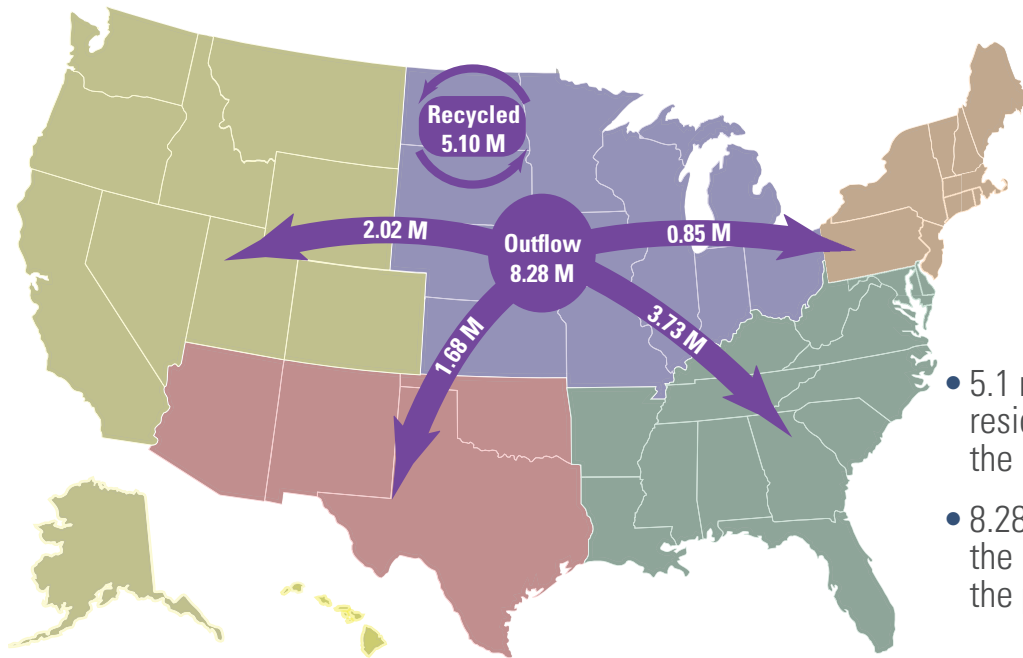 Recycled
5.10 M
Outflow
8.28 M
2.02 M
0.85 M
1.68 M
3.73 M
• 5.1
the
• 8.28
the
the